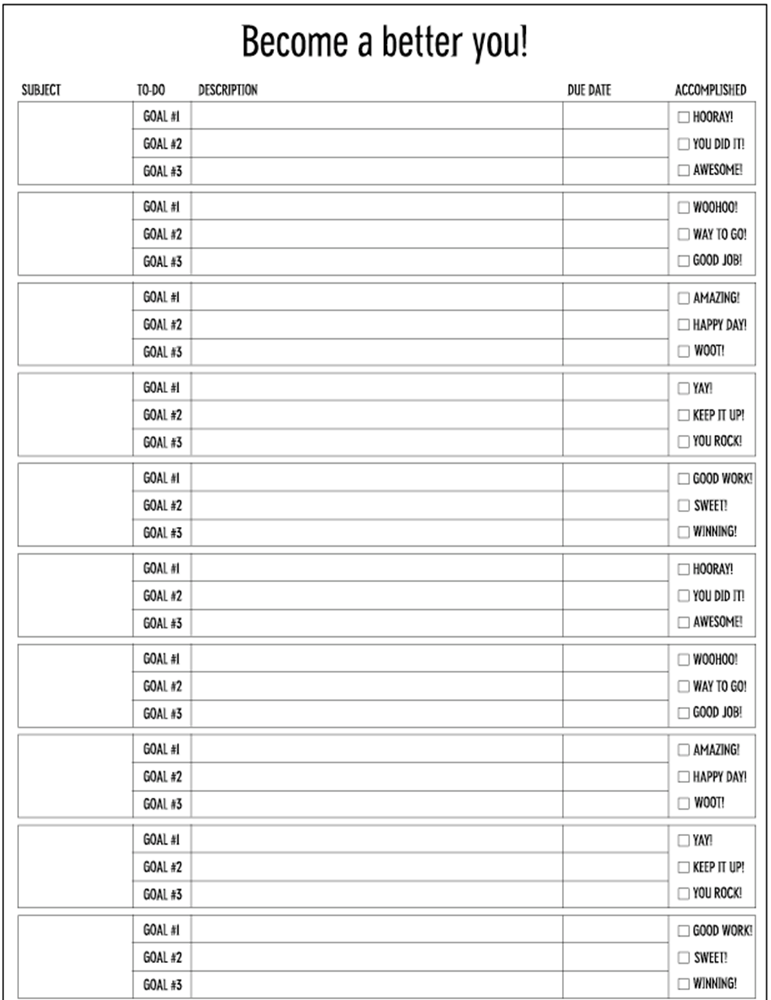 Become a better you!
SUBJECT TO-DO DESCRIPTION DUE DATE ACCOMPLISHED
GOAL #1 HOORAY!
GOAL #2 YOU DID IT!
GOAL #3 AWESOME!
GOAL #1 WOOHOO!
GOAL #2 WAY TO GO!
GOAL #3 GOOD JOB!
GOAL #1 AMAZING!
GOAL #2 HAPPY DAY!
GOAL #3 WOOT!
GOAL #1 YAY!
GOAL #2 KEEP IT UP!
GOAL #3 YOU ROCK!
GOAL #1 GOOD WORK!
GOAL #2 SWEET!
GOAL #3 WINNING!
GOAL #1 HOORAY!
GOAL #2 YOU DID IT!
GOAL #3 AWESOME!
GOAL #1 WOOHOO!
GOAL #2 WAY TO GO!
GOAL #3 GOOD JOB!
GOAL #1 AMAZING!
GOAL #2 HAPPY DAY!
GOAL #3 WOOT!
GOAL #1 YAY!
GOAL #2 KEEP IT UP!
GOAL #3 YOU ROCK!
GOAL #1 GOOD WORK!
GOAL #2 SWEET!
GOAL #3 WINNING!